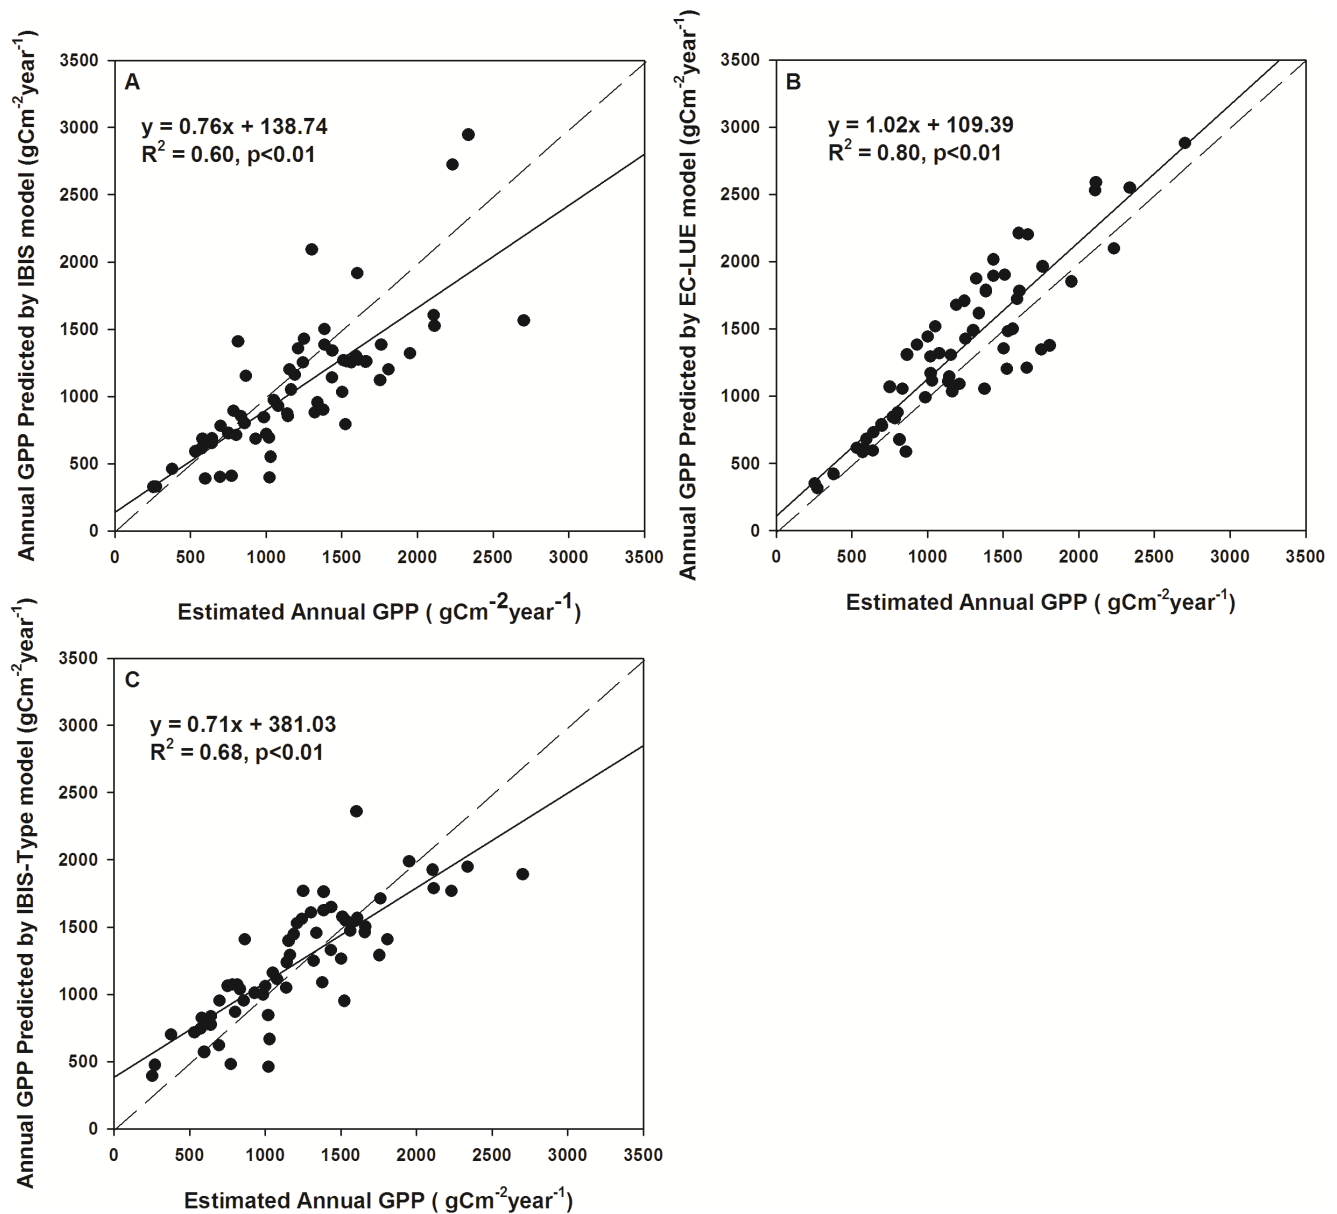 Annual GPP Predicted by IBIS model (gCm-2year-1)
A
y = 0.76x + 138.74
R2 = 0.60, p<0.01
3500
3000
2500
2000
1500
1000
500
0
0 500 1000 1500 2000 2500 3000 3500
Estimated Annual GPP ( gCm-2year-1)
Annual GPP Predicted by EC-LUE model (gCm-2year-1)
B
y = 1.02x + 109.39
R2 = 0.80, p<0.01
3500
3000
2500
2000
1500
1000
500
0
0 500 1000 1500 2000 2500 3000 3500
Estimated Annual GPP ( gCm-2year-1)
Annual GPP Predicted by IBIS-Type model (gCm-2year-1)
C
y = 0.71x + 381.03
R2 = 0.68, p<0.01
3500
3000
2500
2000
1500
1000
500
0
0 500 1000 1500 2000 2500 3000 3500
Estimated Annual GPP ( gCm-2year-1)